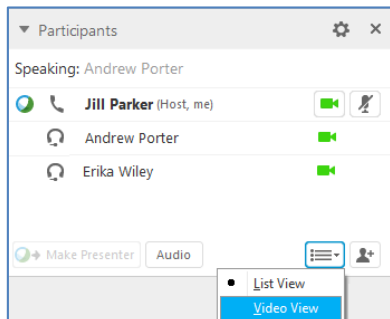 Participants
Speaking: Andrew Porter
Jill Parker (Host, me)
Andrew Porter
Erika Wiley
Make Presenter Audio
List View
Video View